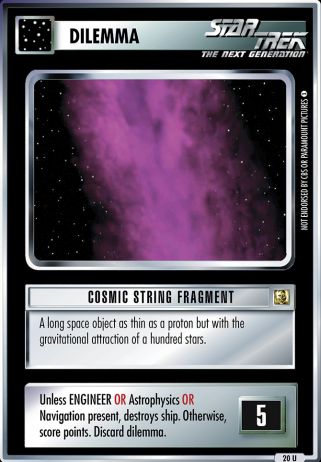 DILEMMA
STAR TREK
THE NEXT GENERATION
NOT ENDORSED BY CBS OR PARAMOUNT PICTURES
COSMIC STRING FRAGMENT
A long space object as thin as a proton but with the
gravitational attraction of a hundred stars.
Unless ENGINEER OR Astrophysics OR
Navigation present, destroys ship. Otherwise,
score points. Discard dilemma.
5
20 U